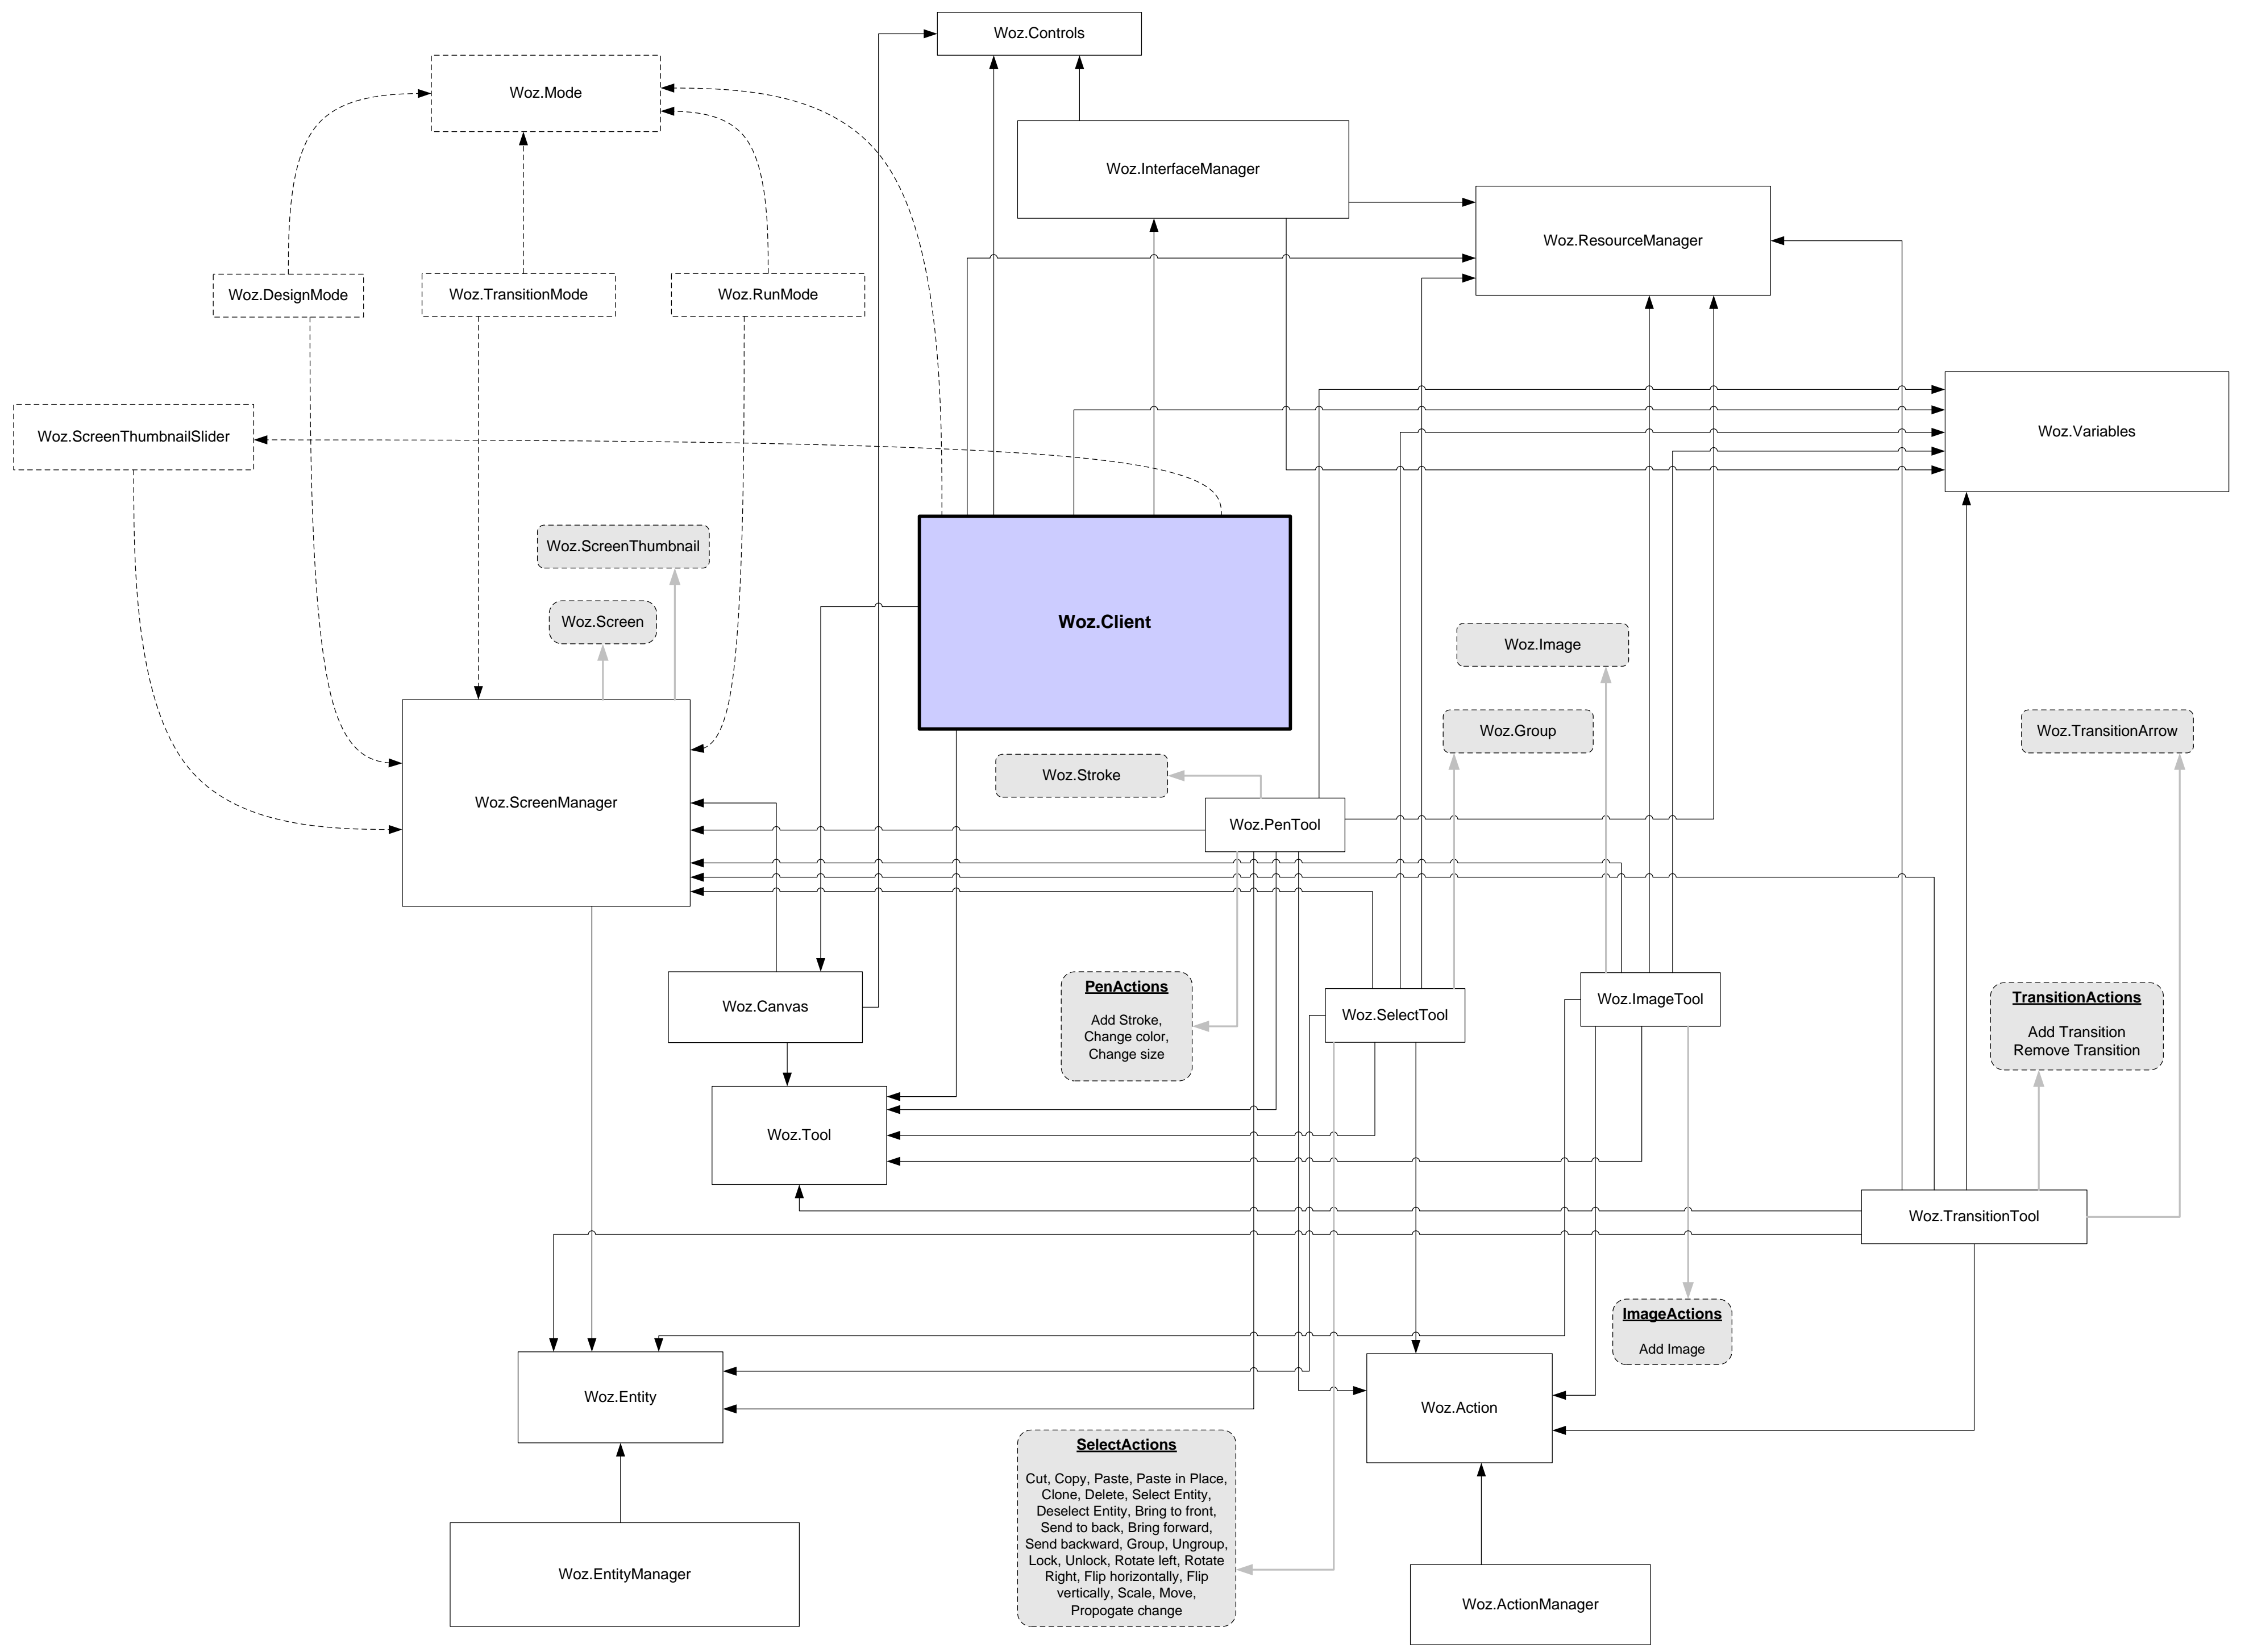 Woz.Controls
Woz.Mode
Woz.InterfaceManager
Woz.ResourceManager
Woz.DesignMode
Woz.TransitionMode
Woz.RunMode
Woz.ScreenThumbnailSlider
Woz.Variables
Woz.ScreenThumbnail
Woz.Screen
Woz.Client
Woz.Image
Woz.Group
Woz.TransitionArrow
Woz.Stroke
Woz.ScreenManager
Woz.PenTool
Woz.Canvas
PenActions
Add Stroke,
Change color,
Change size
Woz.SelectTool
Woz.ImageTool
TransitionActions
Add Transition
Remove Transition
Woz.Tool
Woz.TransitionTool
ImageActions
Add Image
Woz.Entity
Woz.Action
SelectActions
Cut, Copy, Paste, Paste in Place,
Clone, Delete, Select Entity,
Deselect Entity, Bring to front,
Send to back, Bring forward,
Send backward, Group, Ungroup,
Lock, Unlock, Rotate left, Rotate
Right, Flip horizontally, Flip
vertically, Scale, Move,
Propogate change
Woz.EntityManager
Woz.ActionManager